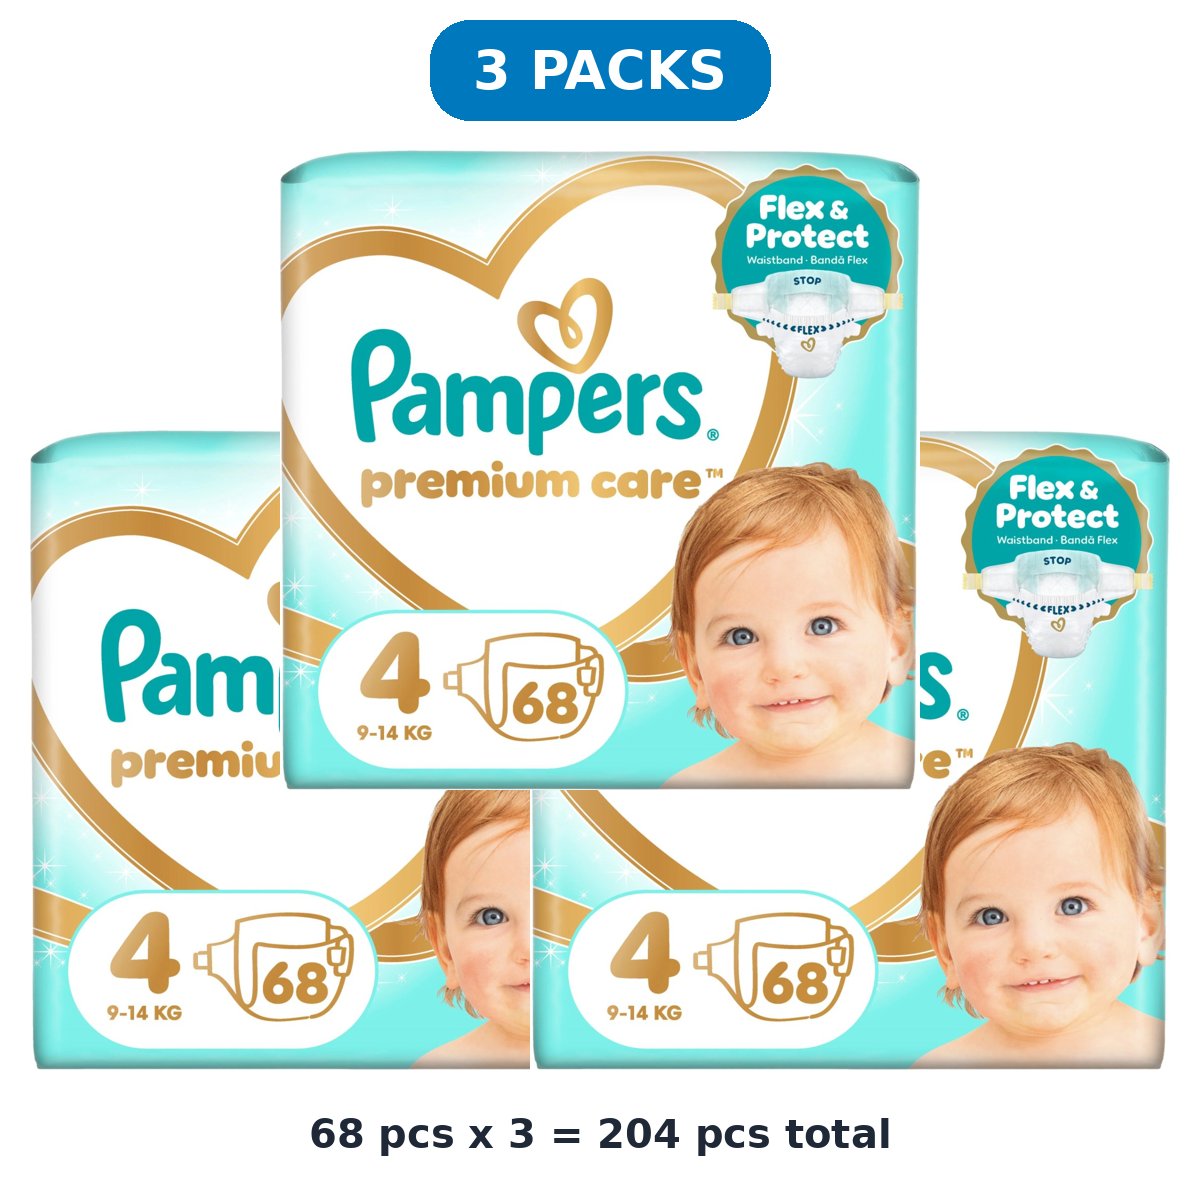 3 PACKS
Flex &
Protect
Waistband · Bandă Flex
STOP
FLEX
Pampers®
premium care™
4
68
9-14 KG
Pam
premiu
4
68
9-14 KG
Flex &
Protect
Waistband · Bandă Flex
STOP
FLEX
s®
e™
4
68
9-14 KG
68 pcs x 3 = 204 pcs total